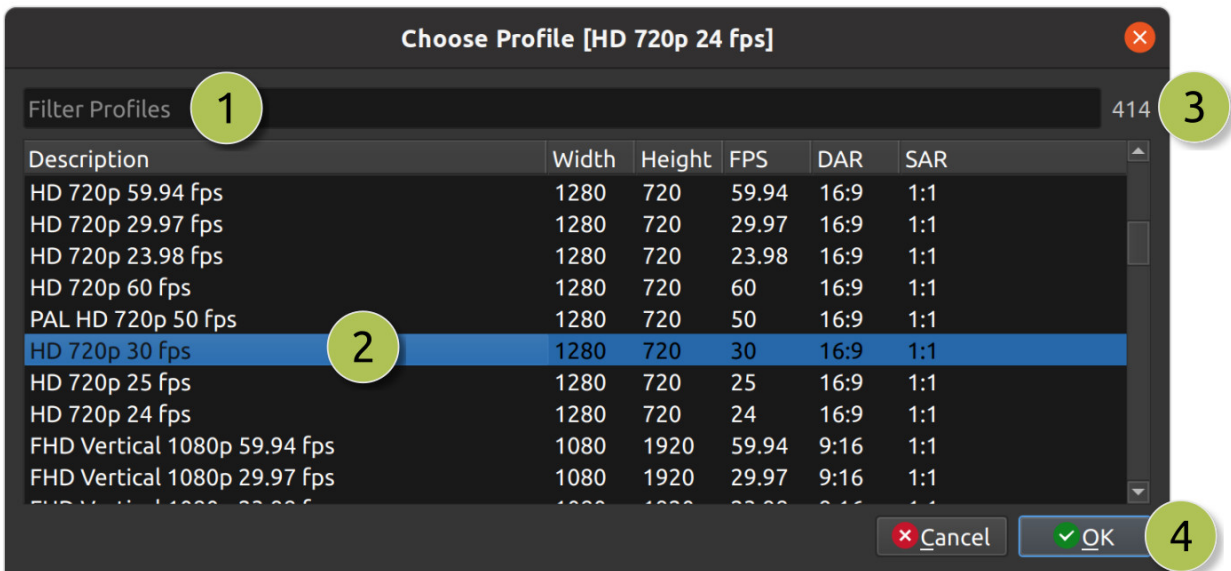 Choose Profile [HD 720p 24 fps]
Filter Profiles 1 414 3
Description Width Height FPS DAR SAR
HD 720p 59.94 fps 1280 720 59.94 16:9 1:1
HD 720p 29.97 fps 1280 720 29.97 16:9 1:1
HD 720p 23.98 fps 1280 720 23.98 16:9 1:1
HD 720p 60 fps 1280 720 60 16:9 1:1
PAL HD 720p 50 fps 1280 720 50 16:9 1:1
HD 720p 30 fps 2 1280 720 30 16:9 1:1
HD 720p 25 fps 1280 720 25 16:9 1:1
HD 720p 24 fps 1280 720 24 16:9 1:1
FHD Vertical 1080p 59.94 fps 1080 1920 59.94 9:16 1:1
FHD Vertical 1080p 29.97 fps 1080 1920 29.97 9:16 1:1
Cancel OK 4